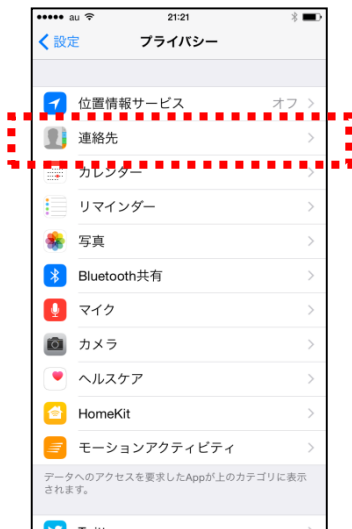 au 21:21
設定 プライバシー
位置情報サービス オフ
連絡先
カレンダー
リマインダー
写真
Bluetooth共有
マイク
カメラ
ヘルスケア
HomeKit
モーションアクティビティ
データへのアクセスを要求したAppが上のカテゴリに表示
されます。